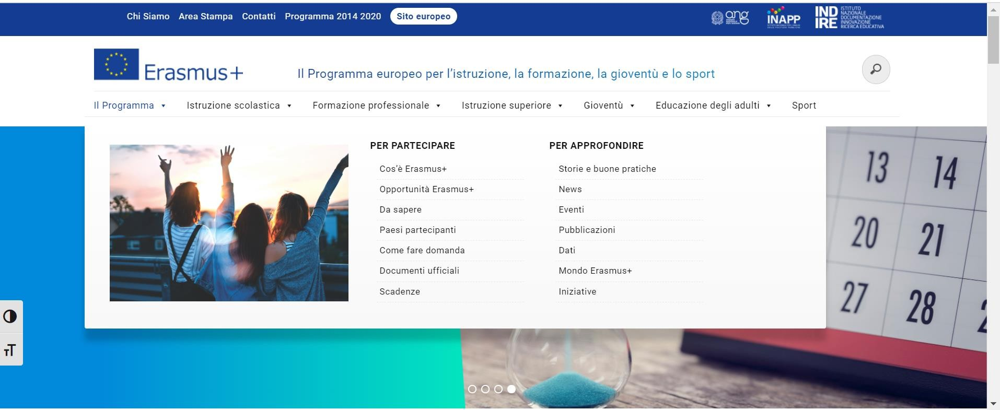 Chi Siamo Area Stampa Contatti Programma 2014 2020 Sito europeo
ang
INAPP
IND
IRE
ISTITUTO
NAZIONALE
DOCUMENTAZIONE
INNOVAZIONE
RICERCA EDUCATIVA
Erasmus+
Il Programma europeo per l’istruzione, la formazione, la gioventù e lo sport
Il Programma Istruzione scolastica Formazione professionale Istruzione superiore Gioventù Educazione degli adulti Sport
PER PARTECIPARE
Cos’è Erasmus+
Opportunità Erasmus+
Da sapere
Paesi partecipanti
Come fare domanda
Documenti ufficiali
Scadenze
PER APPROFONDIRE
Storie e buone pratiche
News
Eventi
Pubblicazioni
Dati
Mondo Erasmus+
Iniziative
13 14
20 21
27 28 2
TT